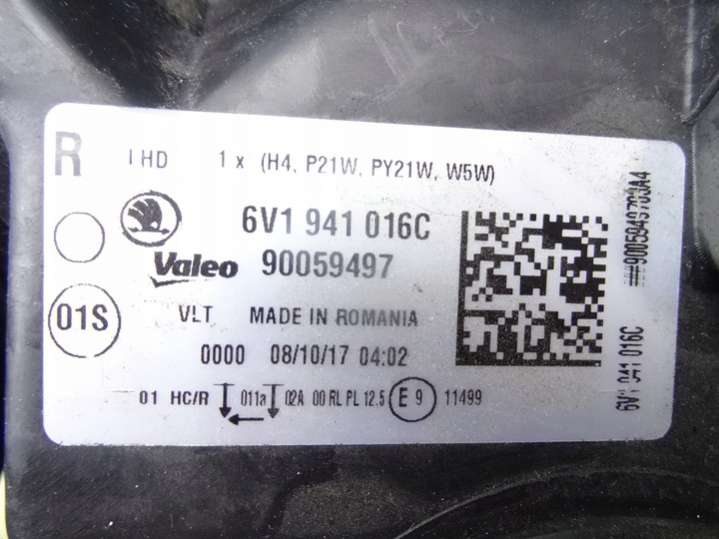 R LHD 1 x (H4, P21W, PY21W, W5W)
6V1 941 016C
Valeo 90059497
01S
VLT MADE IN ROMANIA
0000 08/10/17 04:02
01 HC/R 011a 02A 00 RL PL 12.5 E 9 11499
6V1 941 016C